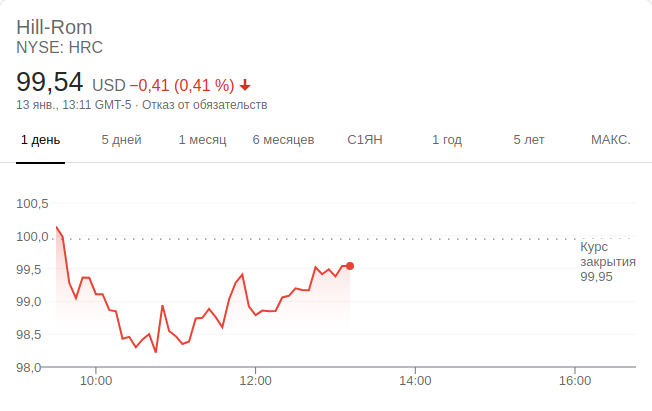 Hill-Rom
NYSE: HRC
99,54 USD −0,41 (0,41 %)
13 янв., 13:11 GMT-5 · Отказ от обязательств
1 день 5 дней 1 месяц 6 месяцев С1ЯН 1 год 5 лет МАКС.
100,5
100,0
Курс
закрытия
99,95
99,5
99,0
98,5
98,0
10:00 12:00 14:00 16:00